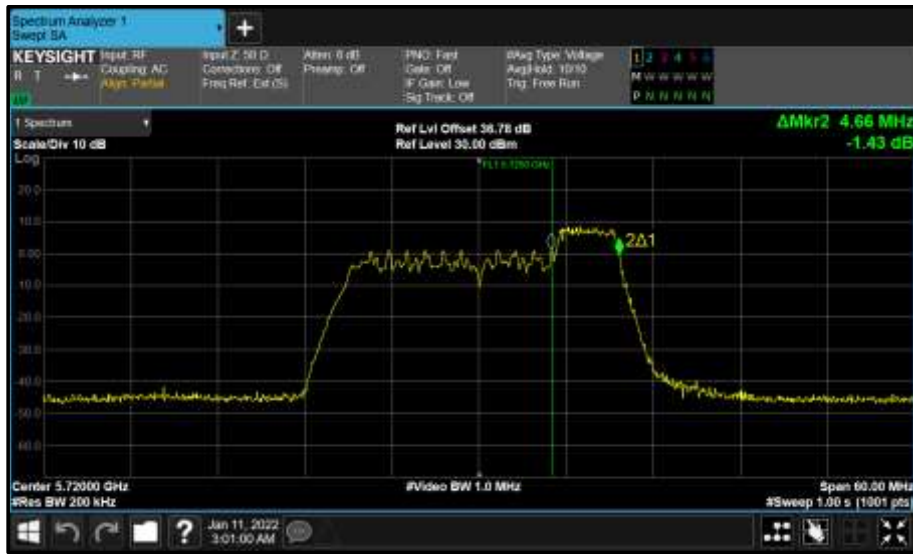 Spectrum Analyzer 1
Swept SA
+
KEYSIGHT
R T
Input: RF
Coupling: AC
Align: Partial
Input Z: 50 Ω
Corrections: Off
Freq Ref: Ext (S)
Atten: 6 dB
Preamp: Off
PNO: Fast
Gate: Off
IF Gain: Low
Sig Track: Off
#Avg Type: Voltage
Avg|Hold: 10/10
Trig: Free Run
1 2 3 4 5 6
M W W W W W
P N N N N N
1 Spectrum
Scale/Div 10 dB
Ref Lvl Offset 36.78 dB
Ref Level 30.00 dBm
ΔMkr2 4.66 MHz
-1.43 dB
Log
20.0
10.0
0.00
-10.0
-20.0
-30.0
-40.0
-50.0
-60.0
2Δ1
Center 5.72000 GHz
#Res BW 200 kHz
#Video BW 1.0 MHz
Span 60.00 MHz
#Sweep 1.00 s (1001 pts)
?
Jan 11, 2022
3:01:00 AM